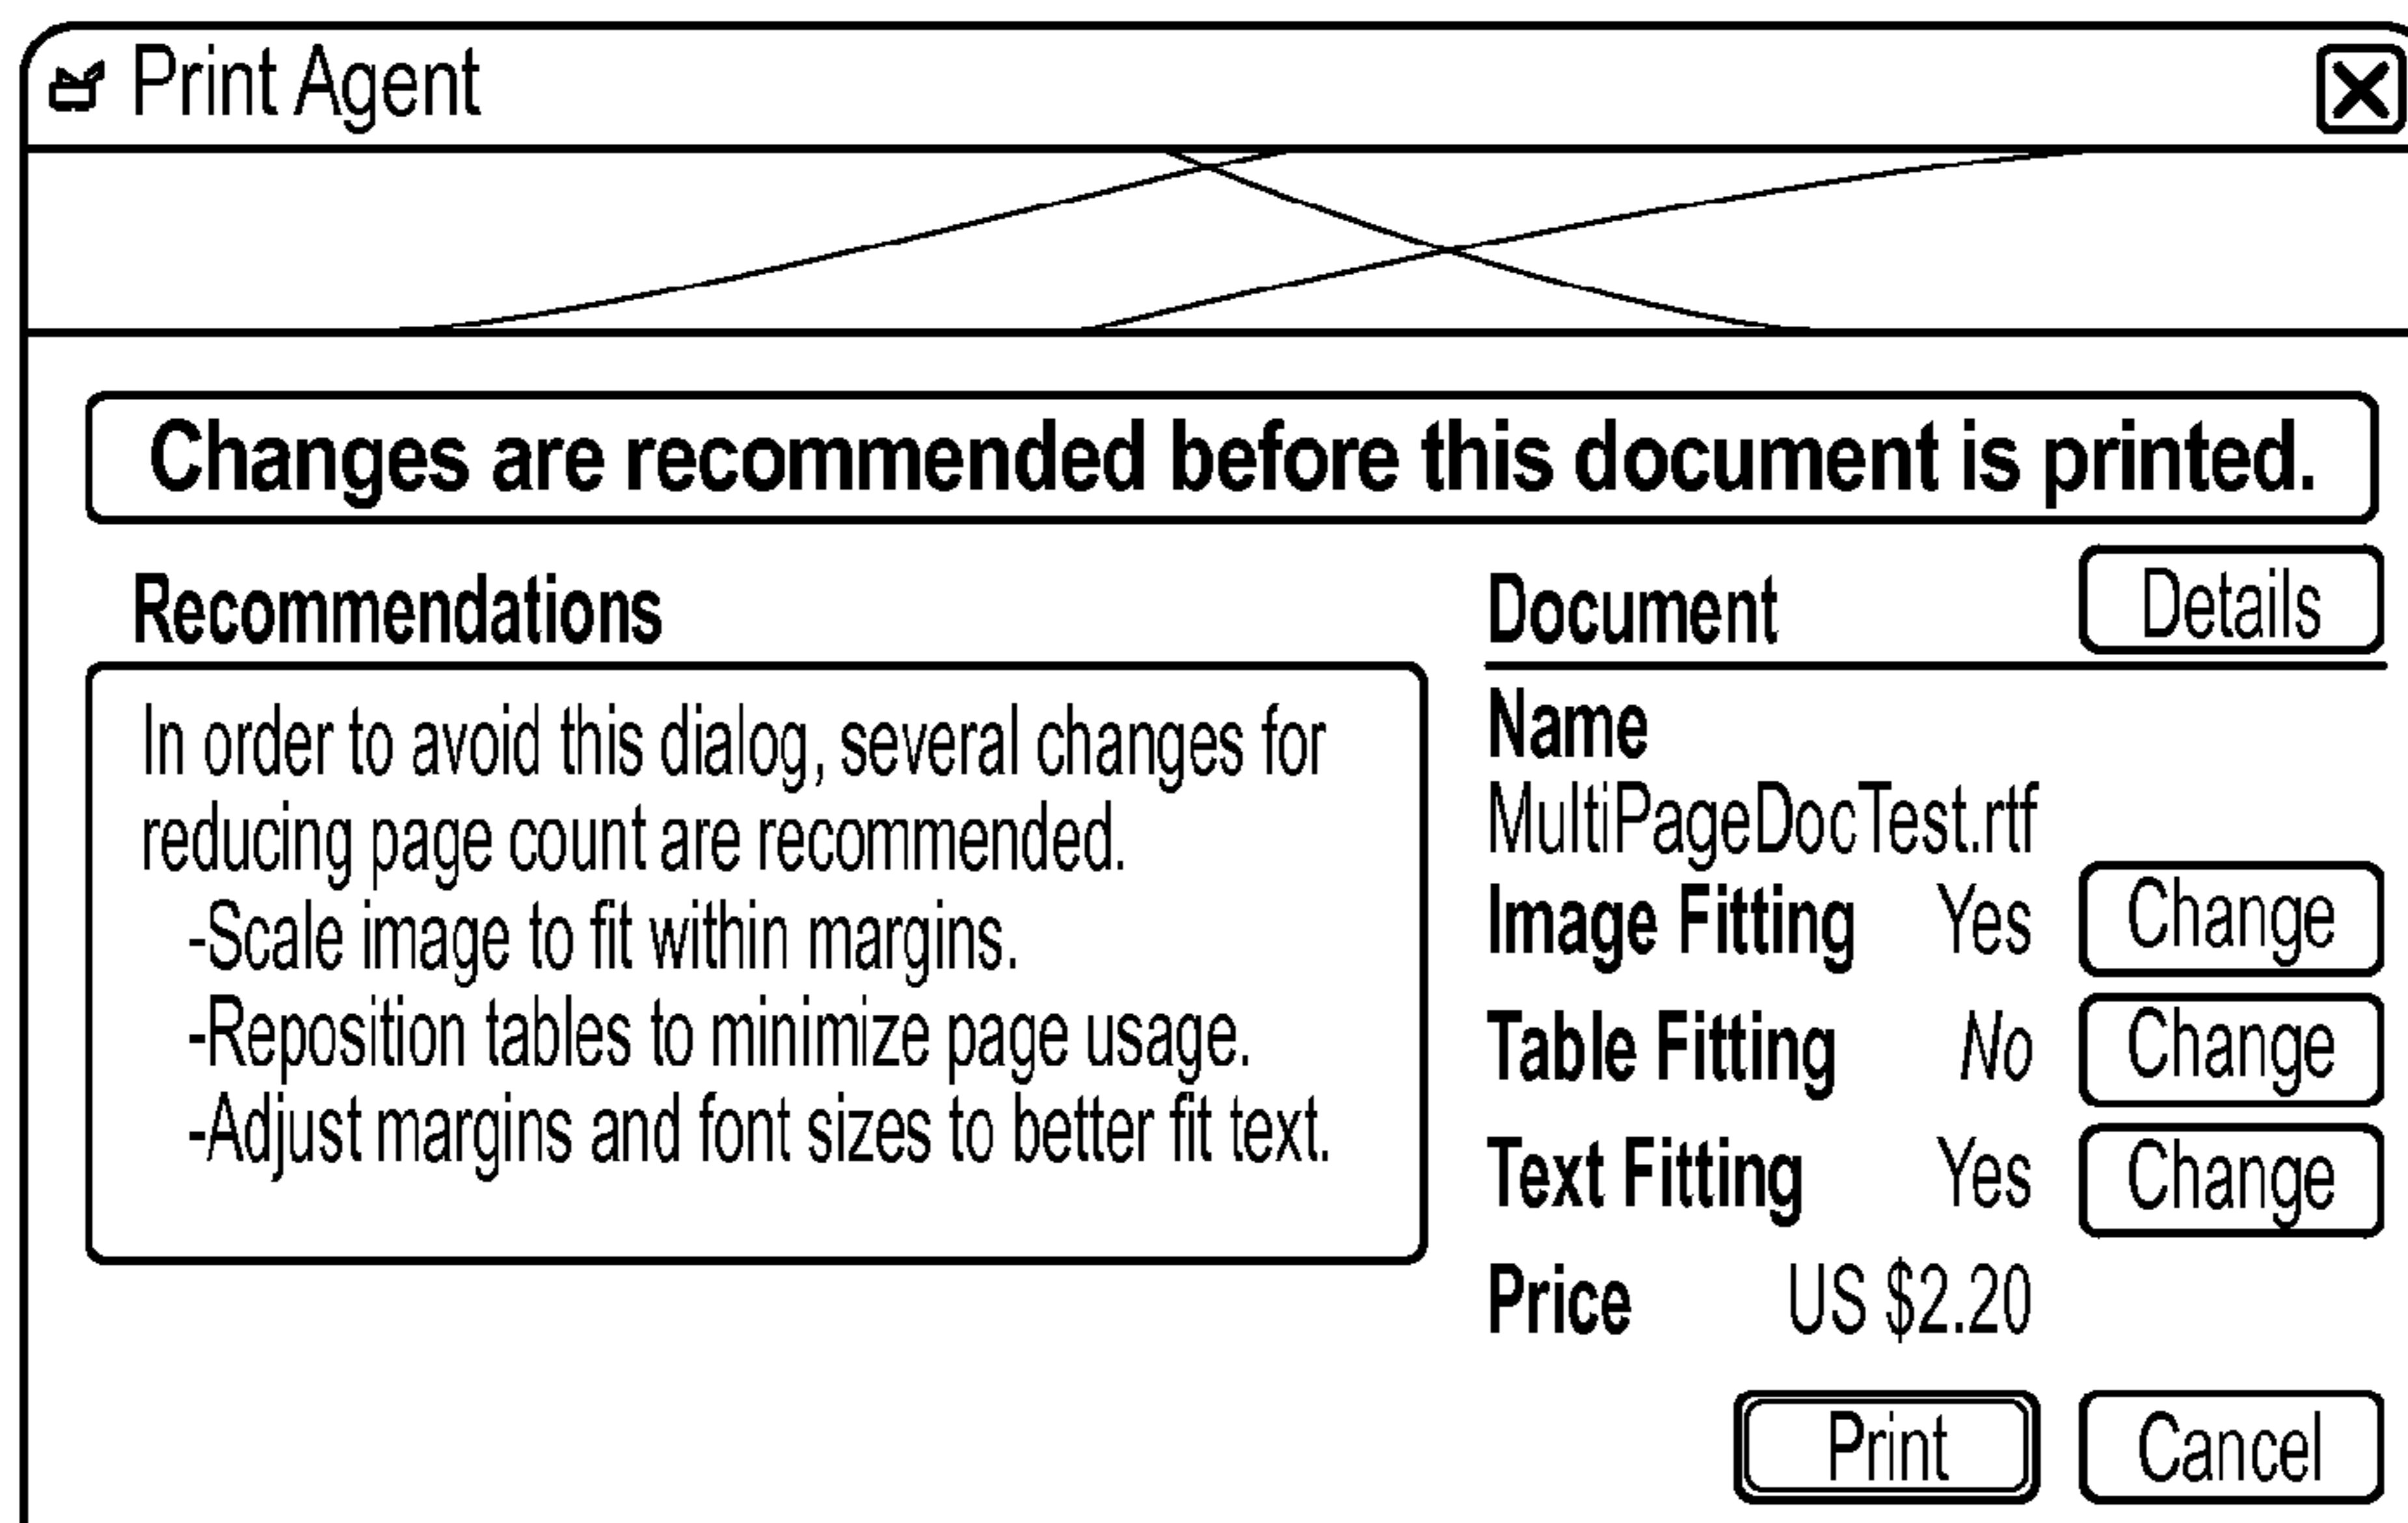 Print Agent
Changes are recommended before this document is printed.
Recommendations
In order to avoid this dialog, several changes for
reducing page count are recommended.
-Scale image to fit within margins.
-Reposition tables to minimize page usage.
-Adjust margins and font sizes to better fit text.
Document Details
Name
MultiPageDocTest.rtf
Image Fitting Yes Change
Table Fitting No Change
Text Fitting Yes Change
Price US $2.20
Print Cancel